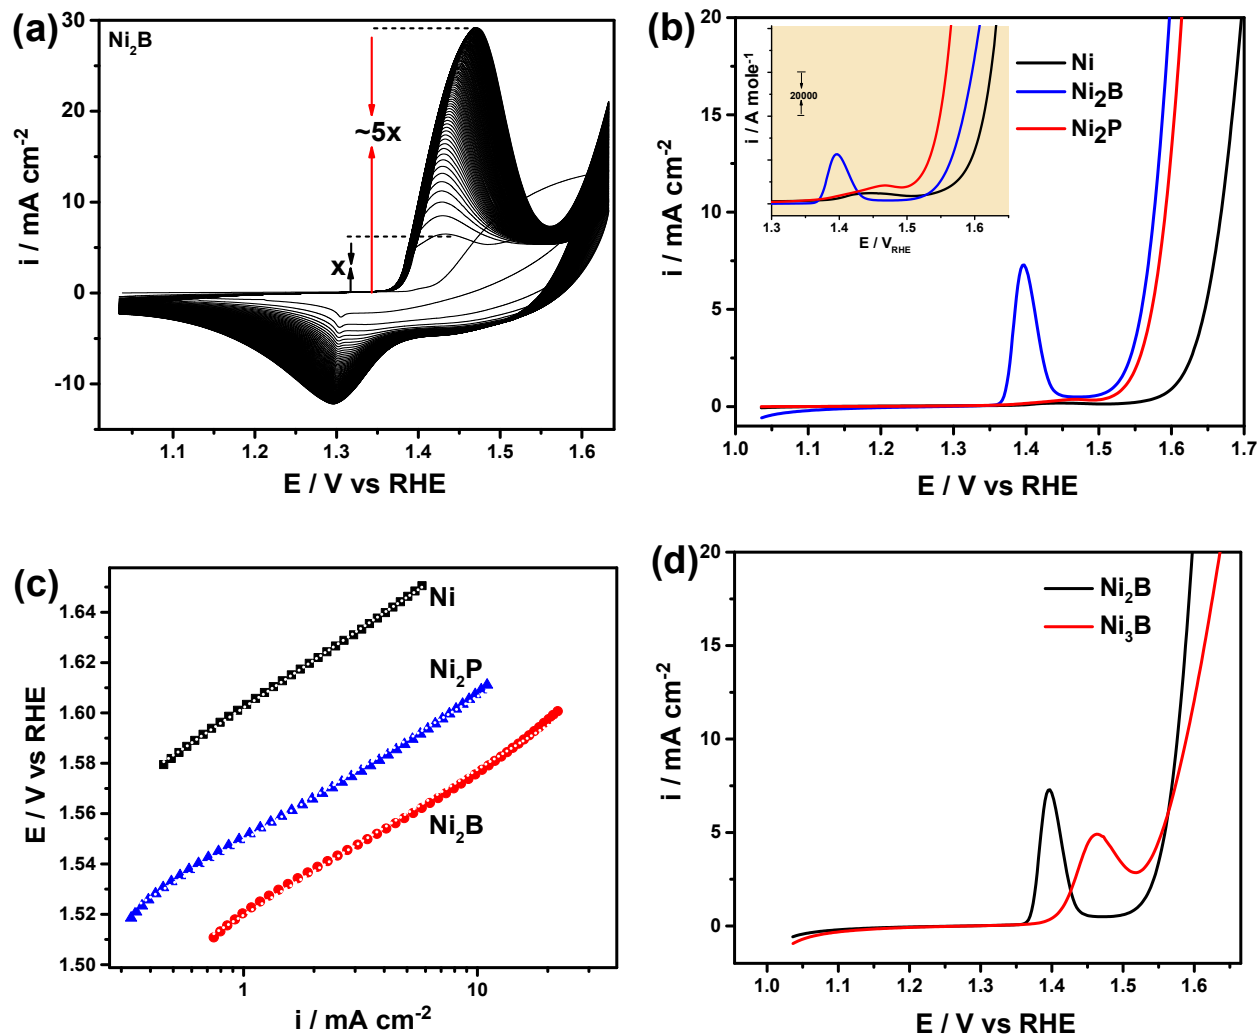 (a)
Ni₂B
30
20
10
0
-10
i / mA cm⁻²
~5x
x
1.1 1.2 1.3 1.4 1.5 1.6
E / V vs RHE
(b)
20
15
10
5
0
i / mA cm⁻²
Ni
Ni₂B
Ni₂P
i / A mole⁻¹
20000
1.3 1.4 1.5 1.6
E / V_RHE
1.0 1.1 1.2 1.3 1.4 1.5 1.6 1.7
E / V vs RHE
(c)
1.64
1.62
1.60
1.58
1.56
1.54
1.52
1.50
E / V vs RHE
Ni
Ni₂P
Ni₂B
1 10
i / mA cm⁻²
(d)
20
15
10
5
0
i / mA cm⁻²
Ni₂B
Ni₃B
1.0 1.1 1.2 1.3 1.4 1.5 1.6
E / V vs RHE